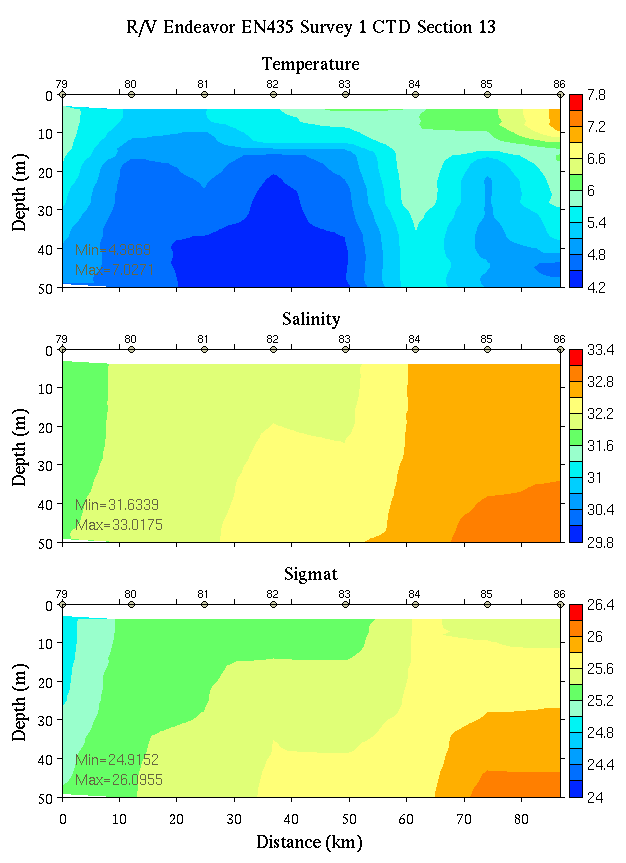 R/V Endeavor EN435 Survey 1 CTD Section 13
Temperature
79 80 81 82 83 84 85 86
0
10
20
30
40
50
Depth (m)
Max=7.027
7.8
7.2
6.6
6
5.4
4.8
4.2
Salinity
79 80 81 82 83 84 85 86
0
10
20
30
40
50
Depth (m)
Min=31.6339
Max=33.0175
33.4
32.8
32.2
31.6
31
30.4
29.8
Sigmat
79 80 81 82 83 84 85 86
0
10
20
30
40
50
Depth (m)
Min=24.9152
Max=26.0955
26.4
26
25.6
25.2
24.8
24.4
24
0 10 20 30 40 50 60 70 80
Distance (km)